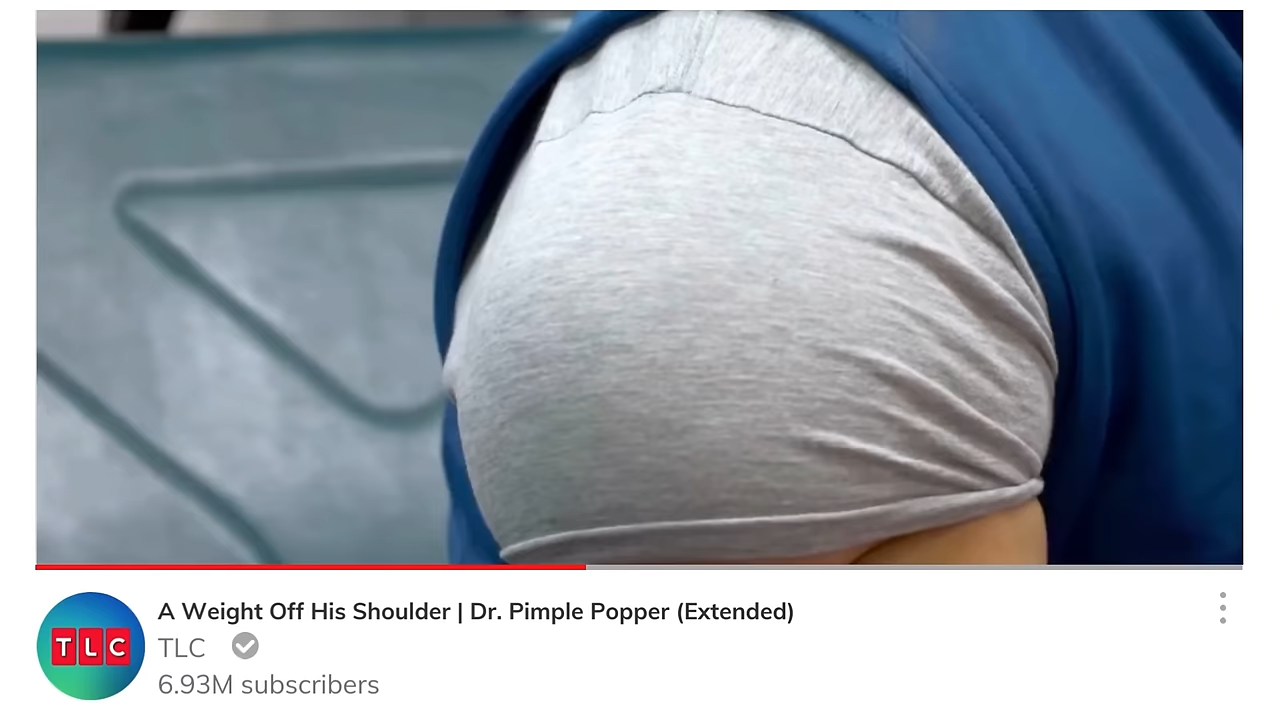 A Weight Off His Shoulder | Dr. Pimple Popper (Extended)
TLC
TLC
6.93M subscribers